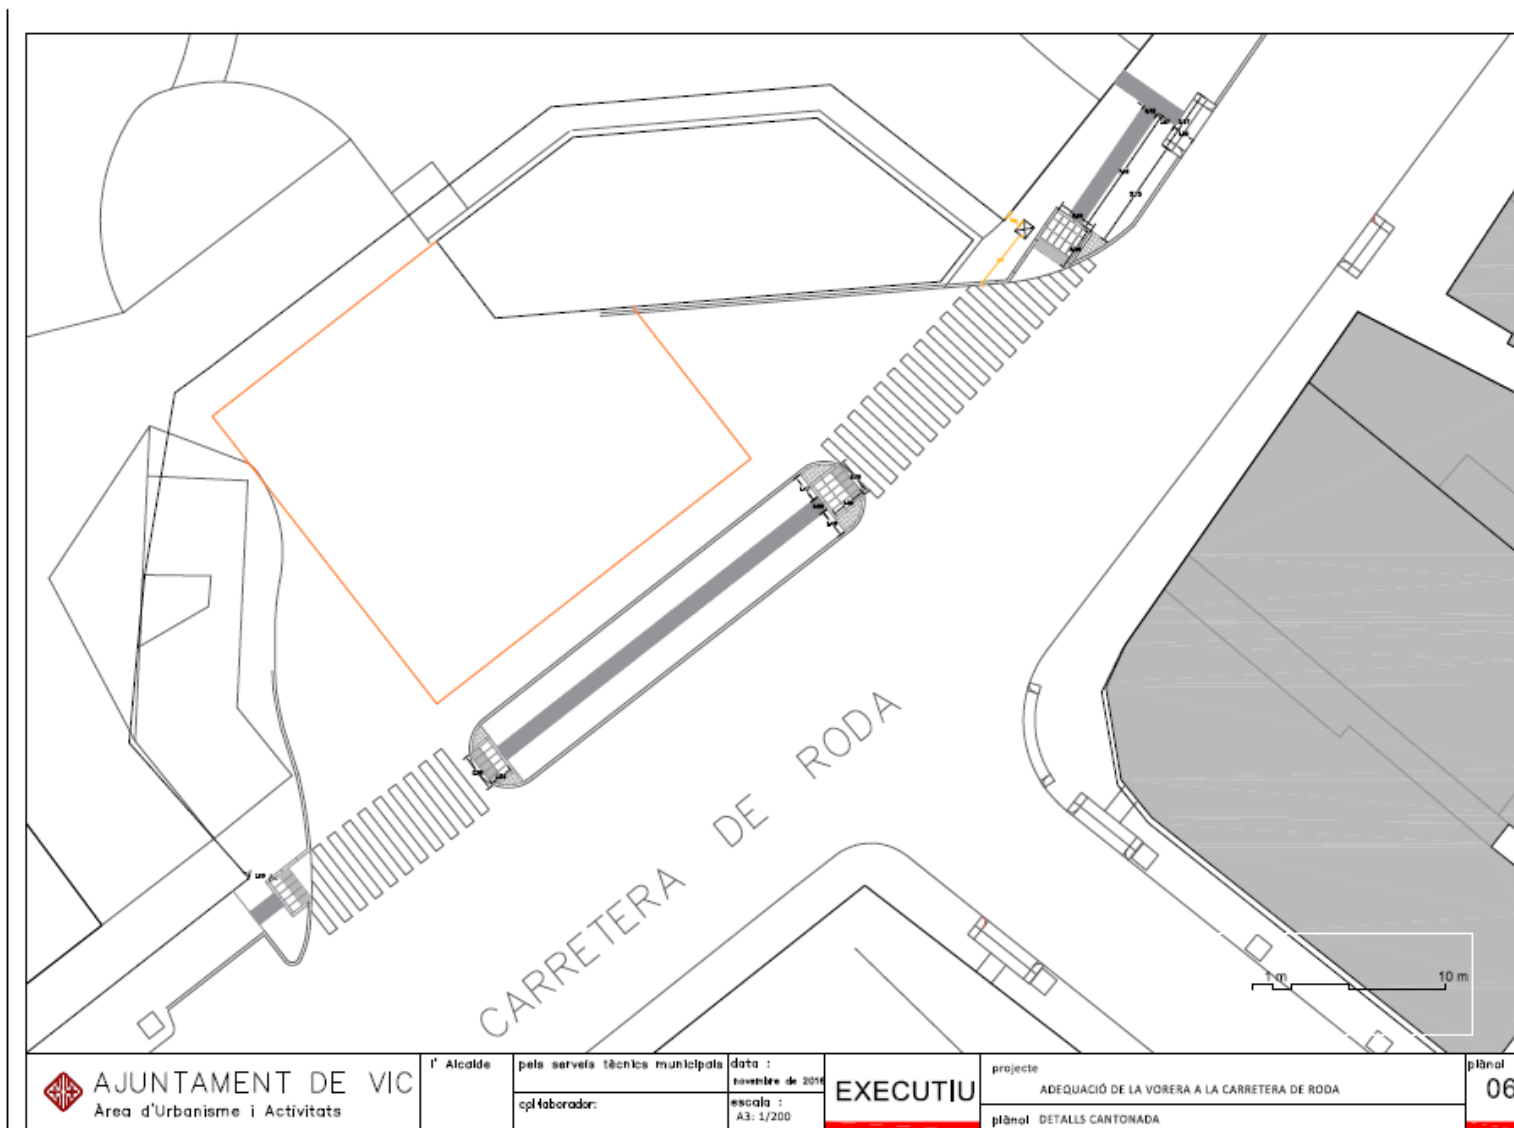 CARRETERA DE RODA
1 m 10 m
AJUNTAMENT DE VIC
Àrea d'Urbanisme i Activitats
l' Alcalde
pels serveis tècnics municipals
col·laborador:
data :
novembre de
escala :
A3: 1/200
EXECUTIU
projecte
ADEQUACIÓ DE LA VORERA A LA CARRETERA DE RODA
plànol DETALLS CANTONADA
plànol
06